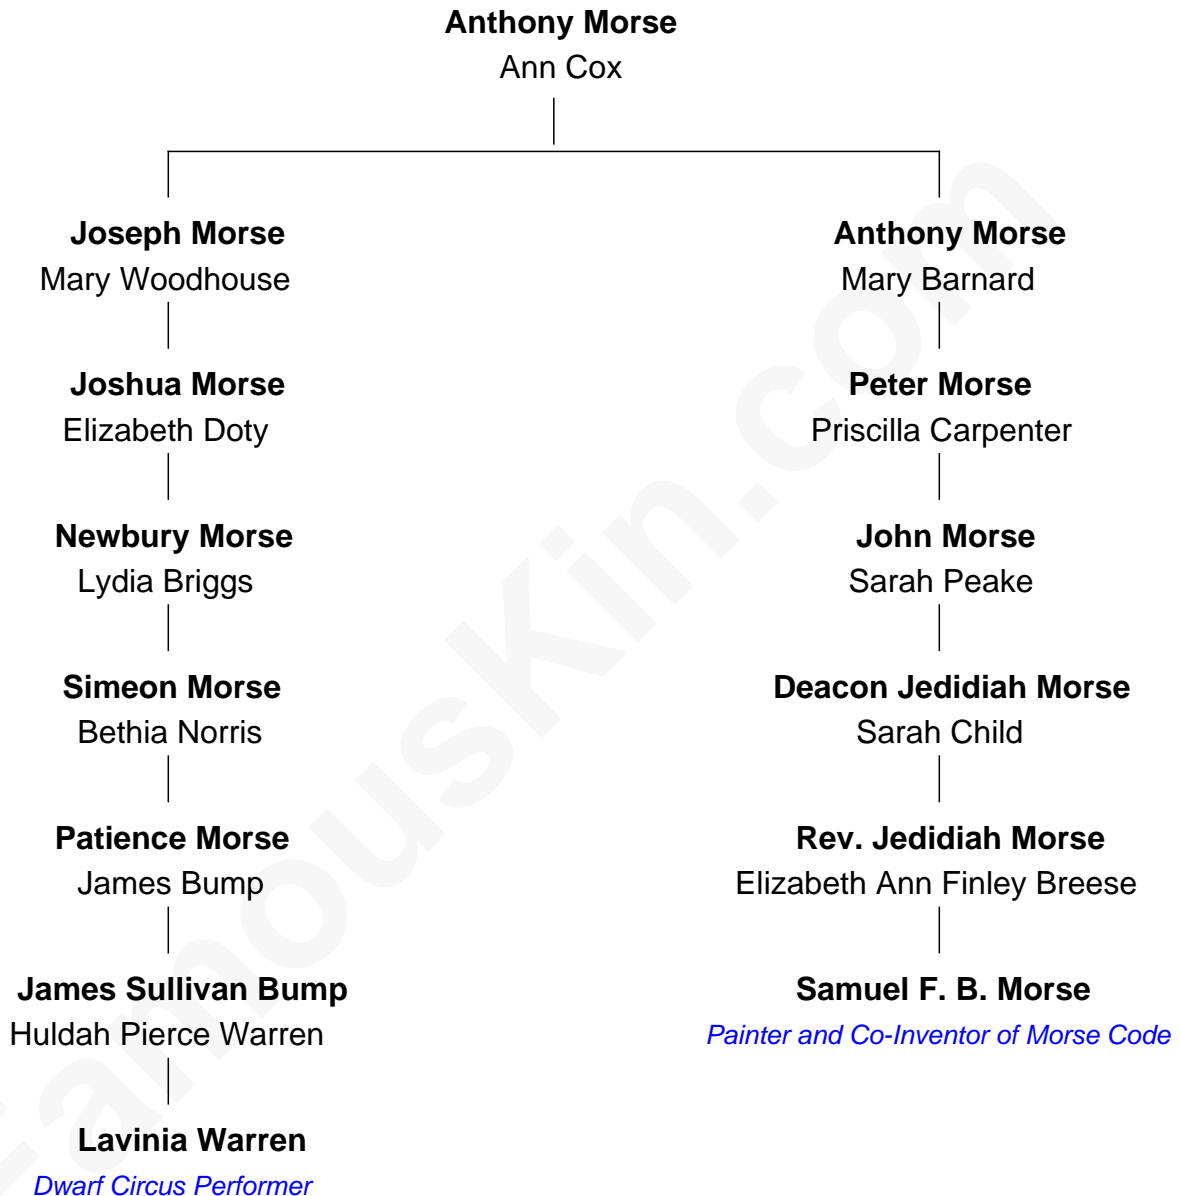 Anthony Morse
Ann Cox
Joseph Morse
Mary Woodhouse
Anthony Morse
Mary Barnard
Joshua Morse
Elizabeth Doty
Peter Morse
Priscilla Carpenter
Newbury Morse
Lydia Briggs
John Morse
Sarah Peake
Simeon Morse
Bethia Norris
Deacon Jedidiah Morse
Sarah Child
Patience Morse
James Bump
Rev. Jedidiah Morse
Elizabeth Ann Finley Breese
James Sullivan Bump
Huldah Pierce Warren
Samuel F. B. Morse
Painter and Co-Inventor of Morse Code
Lavinia Warren
Dwarf Circus Performer
FamousKin.com